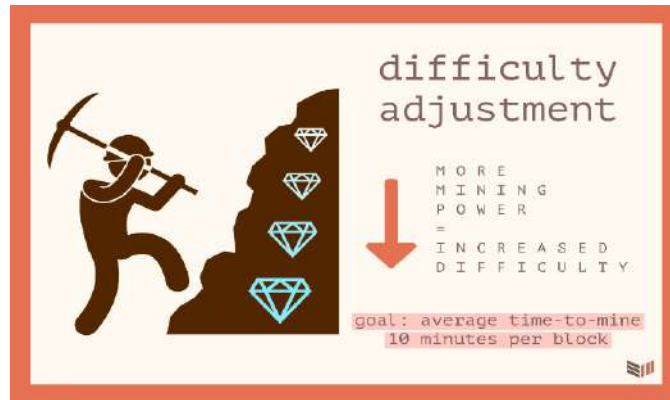 difficulty
adjustment
MORE
MINING
POWER
=
INCREASED
DIFFICULTY
goal: average time-to-mine
10 minutes per block